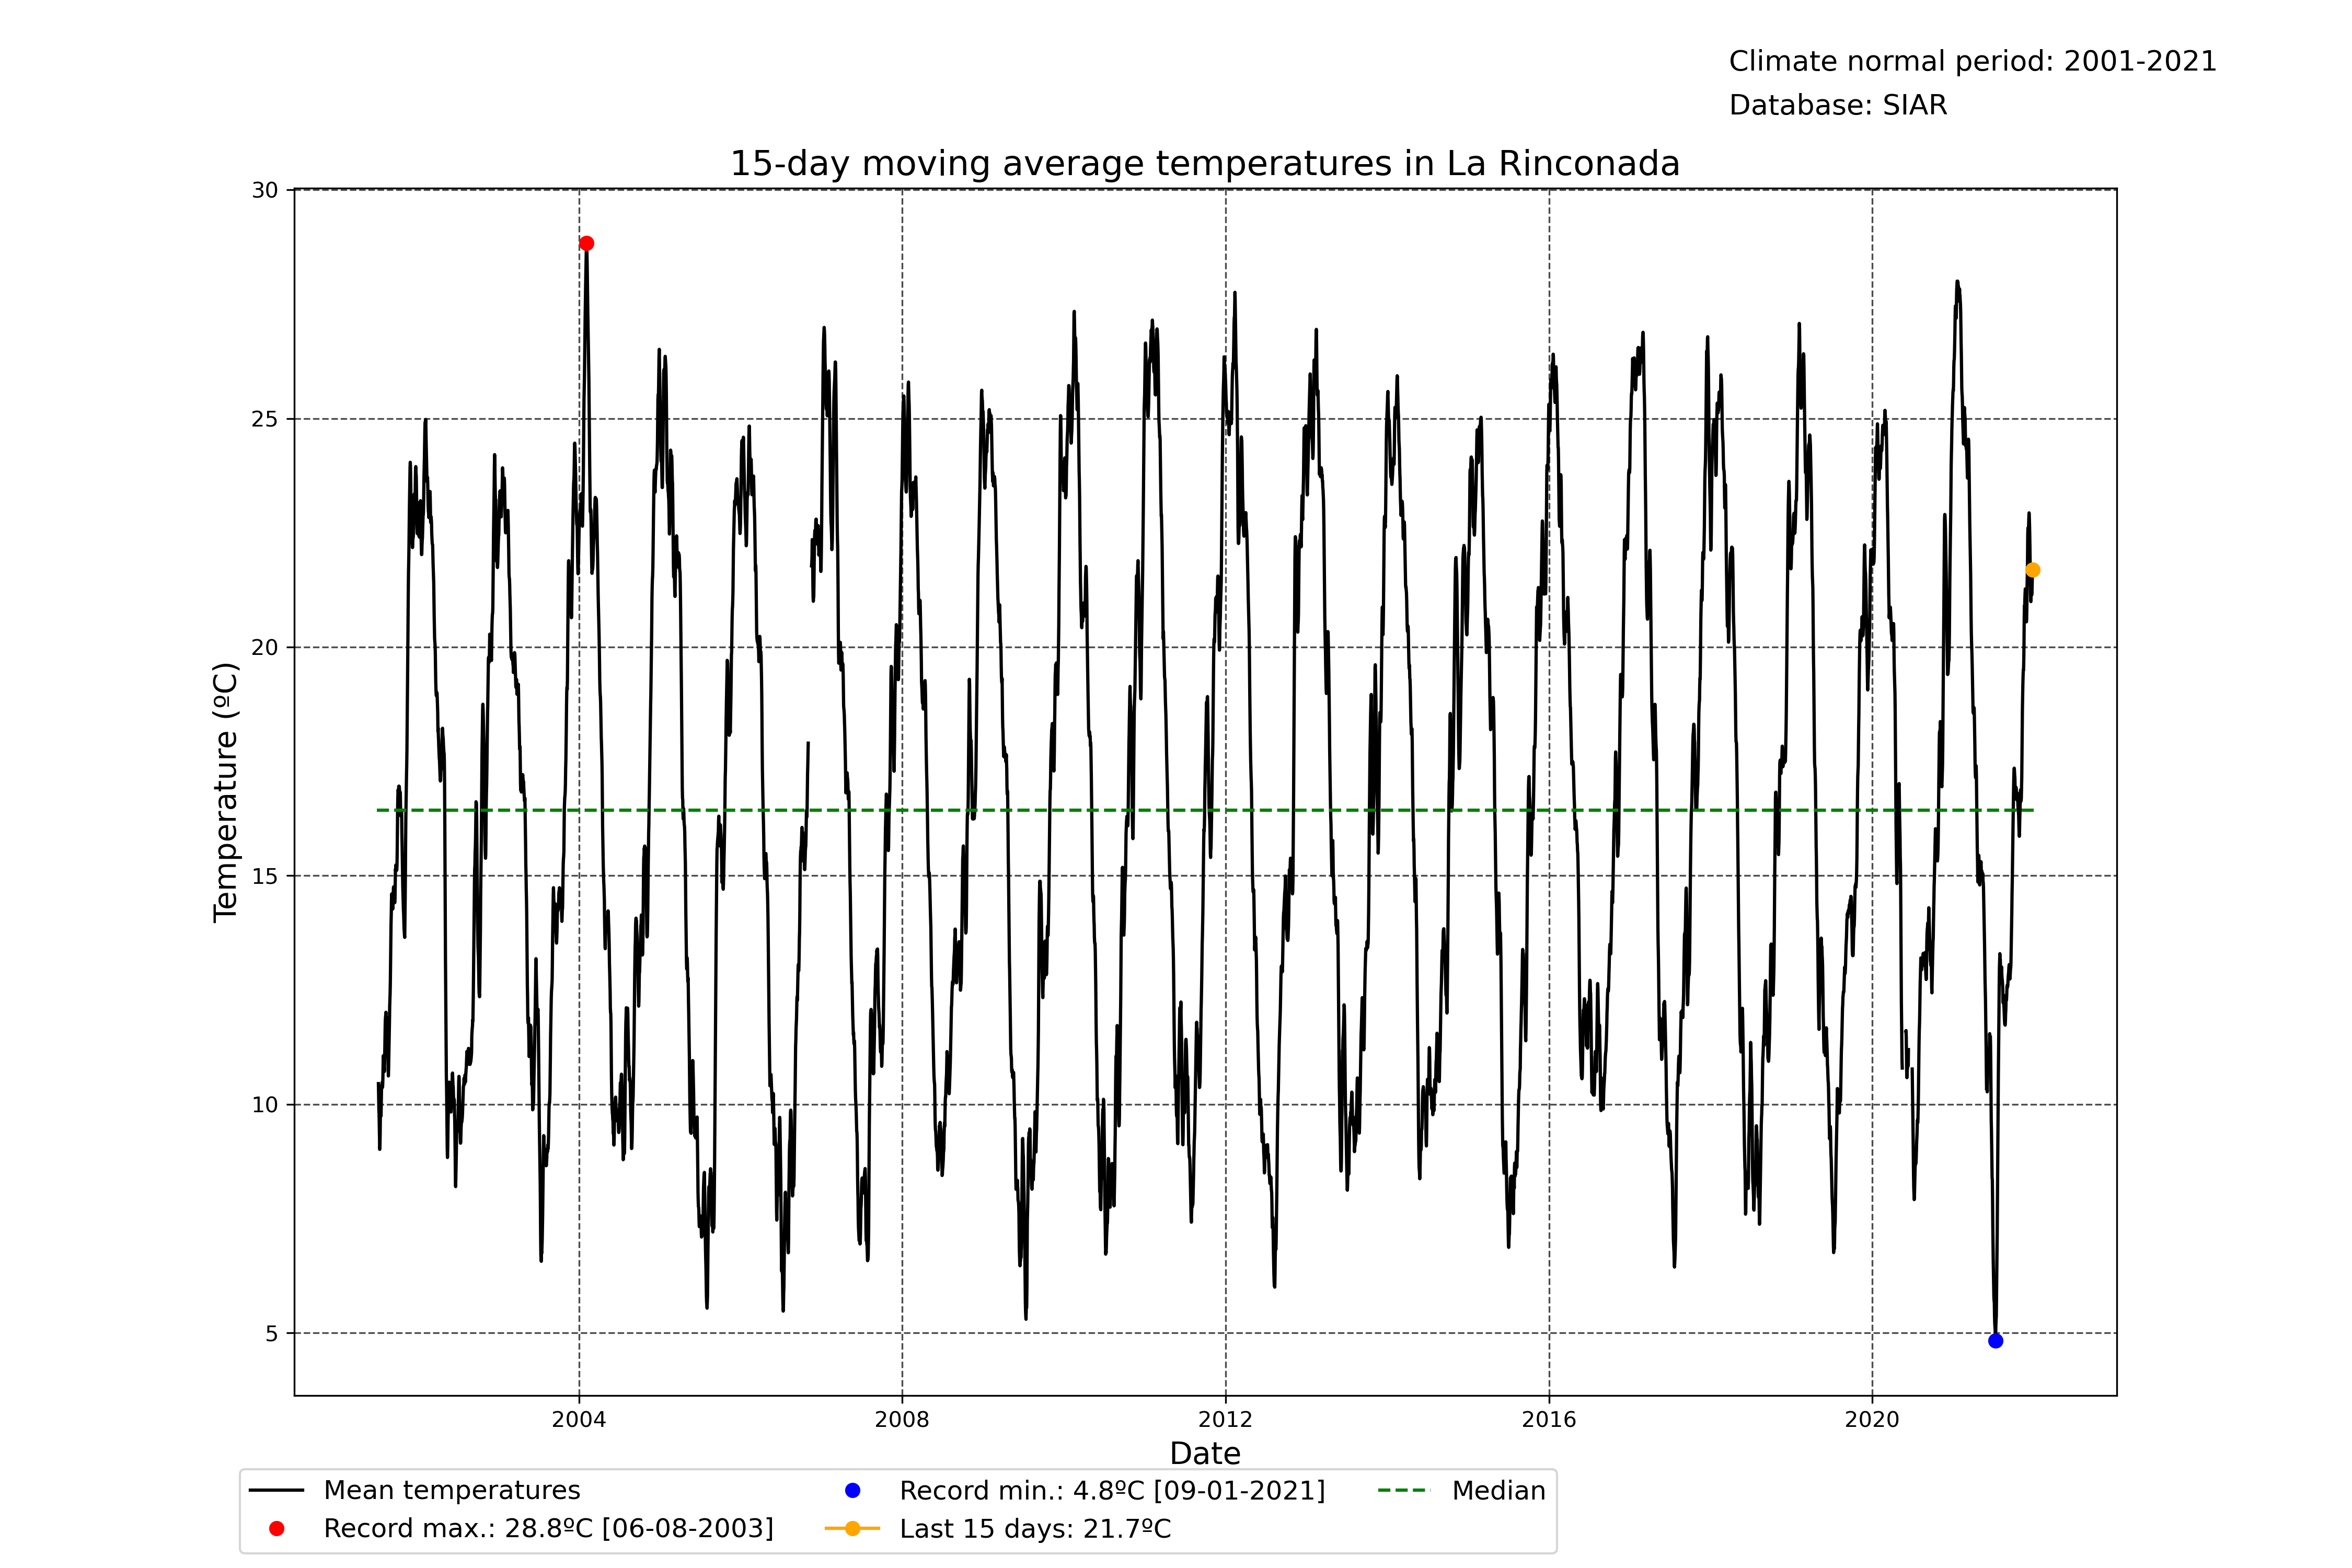 Climate normal period: 2001-2021
Database: SIAR
15-day moving average temperatures in La Rinconada
30
25
20
15
10
5
Temperature (ºC)
2004 2008 2012 2016 2020
Date
Mean temperatures
Record max.: 28.8ºC [06-08-2003]
Record min.: 4.8ºC [09-01-2021]
Last 15 days: 21.7ºC
Median